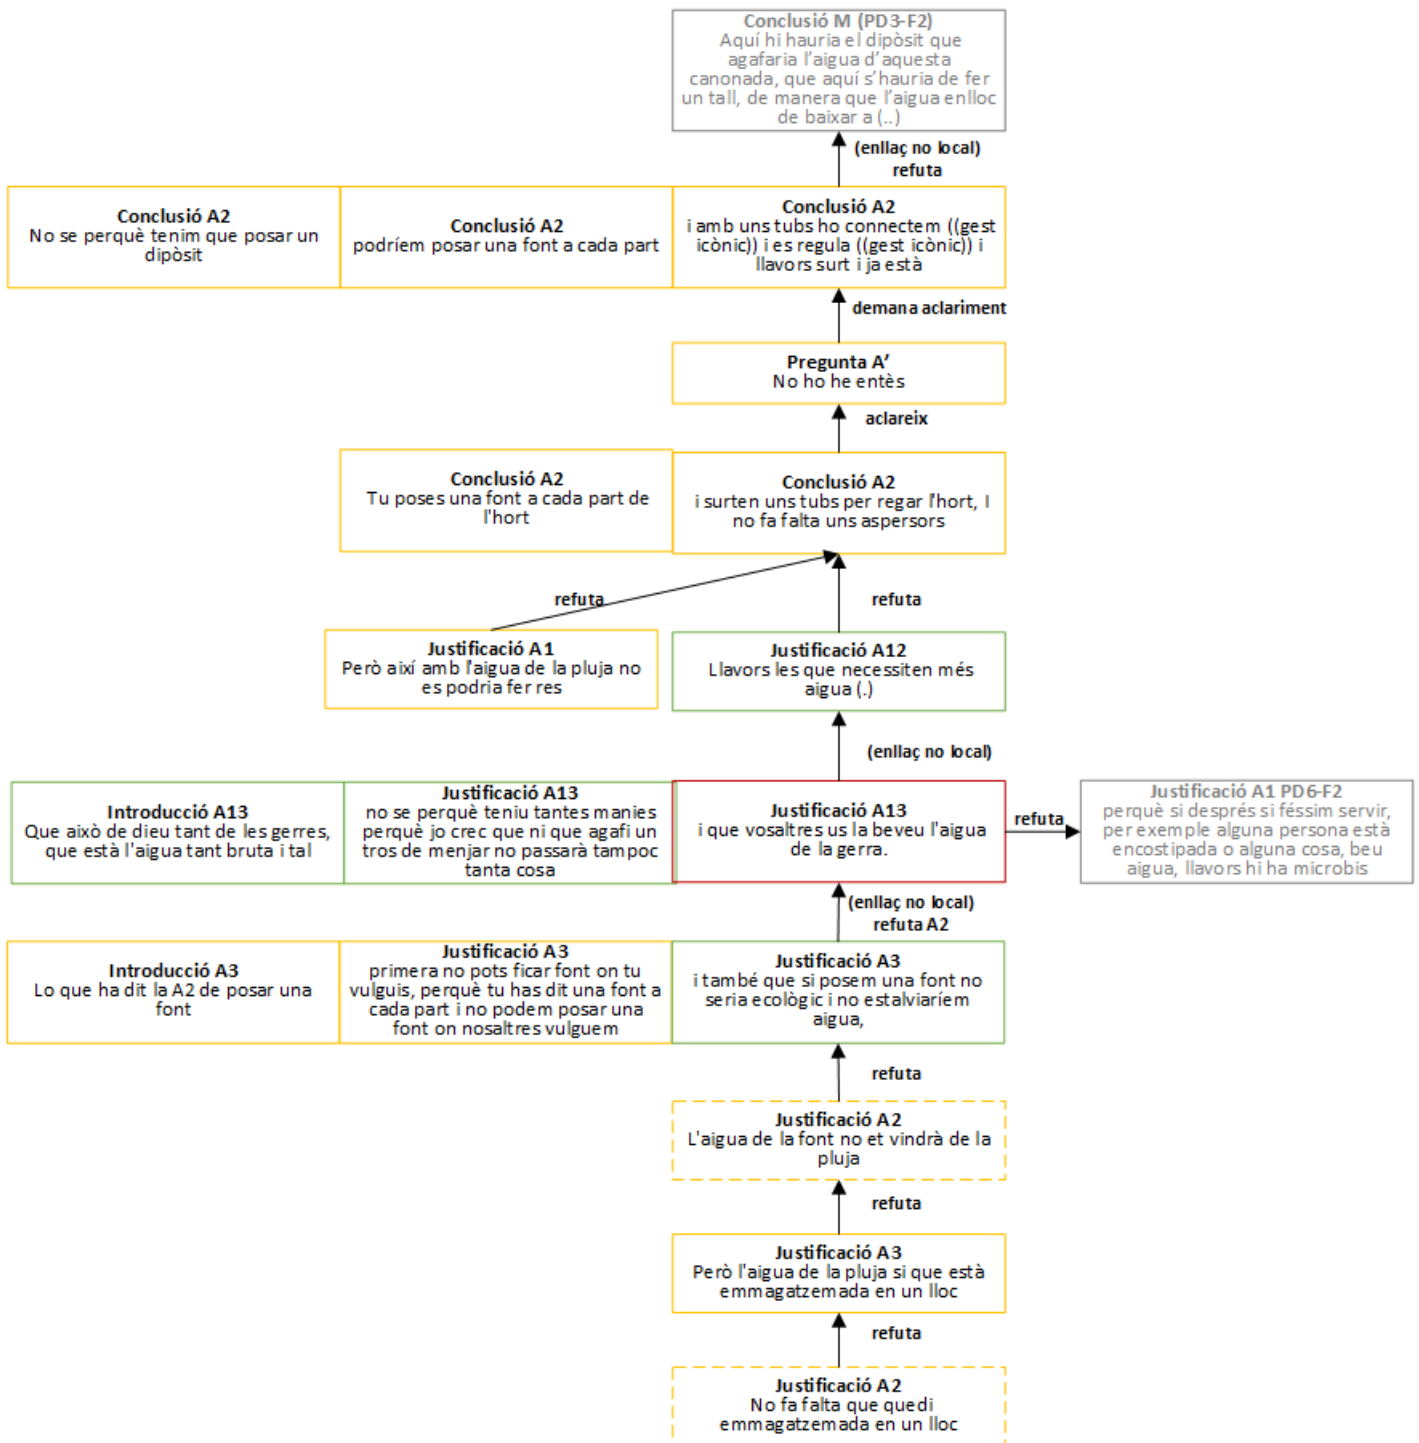 Conclusió M (PD3-F2)
Aquí hi hauria el dipòsit que
agafaria l'aigua d'aquesta
canonada, que aquí s'hauria de fer
un tall, de manera que l'aigua enlloc
de baixar a (..)
(enllaç no local)
refuta
Conclusió A2
No se perquè tenim que posar un
dipòsit
Conclusió A2
podríem posar una font a cada part
Conclusió A2
i amb uns tubs ho connectem ((gest
icònic)) i es regula ((gest icònic)) i
llavors surt i ja està
demana aclariment
Pregunta A'
No ho he entès
aclareix
Conclusió A2
Tu poses una font a cada part de
l'hort
Conclusió A2
i surten uns tubs per regar l'hort, I
no fa falta uns aspersors
refuta
refuta
Justificació A1
Però així amb l'aigua de la pluja no
es podria fer res
Justificació A12
Llavors les que necessiten més
aigua (.)
(enllaç no local)
Introducció A13
Que això de dieu tant de les gerres,
que està l'aigua tant bruta i tal
Justificació A13
no se perquè teniu tantes manies
perquè jo crec que ni que agafi un
tros de menjar no passarà tampoc
tanta cosa
Justificació A13
i que vosaltres us la beveu l'aigua
de la gerra.
refuta
Justificació A1 PD6-F2
perquè si després si féssim servir,
per exemple alguna persona està
encostipada o alguna cosa, beu
aigua, llavors hi ha microbis
(enllaç no local)
refuta A2
Introducció A3
Lo que ha dit la A2 de posar una
font
Justificació A3
primera no pots ficar font on tu
vulguis, perquè tu has dit una font a
cada part i no podem posar una
font on nosaltres vulguem
Justificació A3
i també que si posem una font no
seria ecològic i no estalviaríem
aigua,
refuta
Justificació A2
L'aigua de la font no et vindrà de la
pluja
refuta
Justificació A3
Però l'aigua de la pluja si que està
emmagatzemada en un lloc
refuta
Justificació A2
No fa falta que quedi
emmagatzemada en un lloc